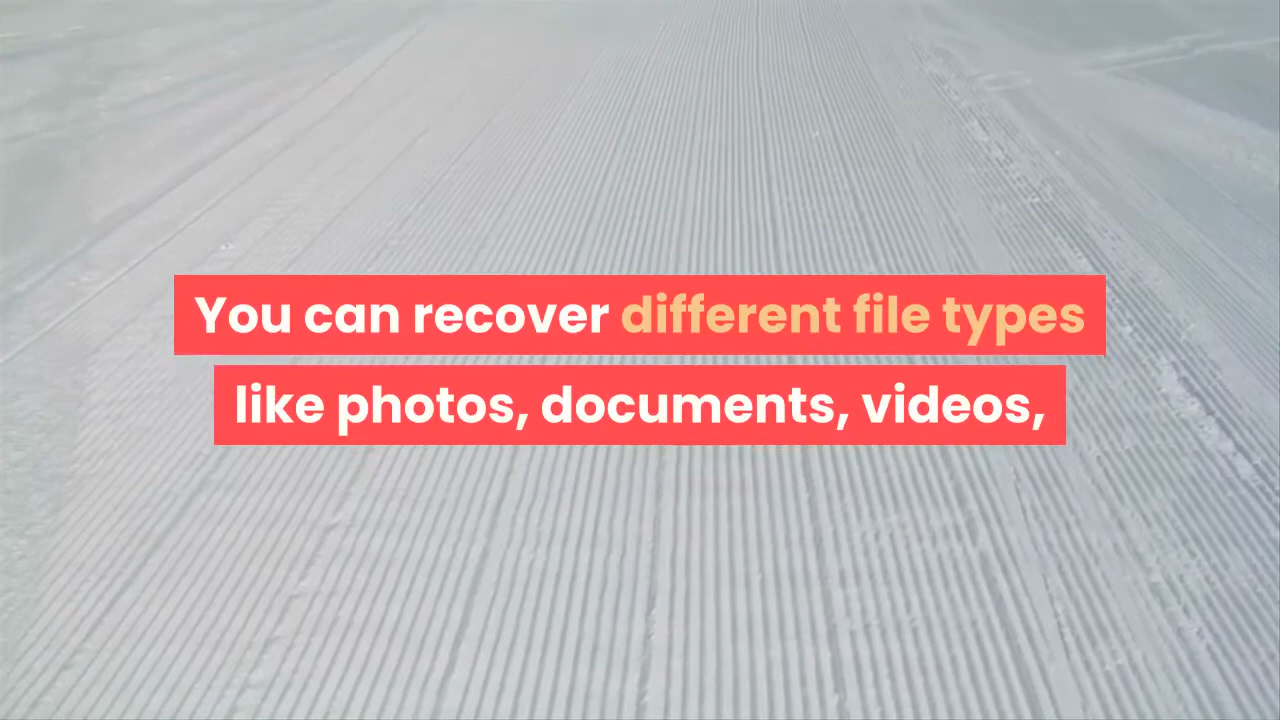 You can recover different file types
like photos, documents, videos,